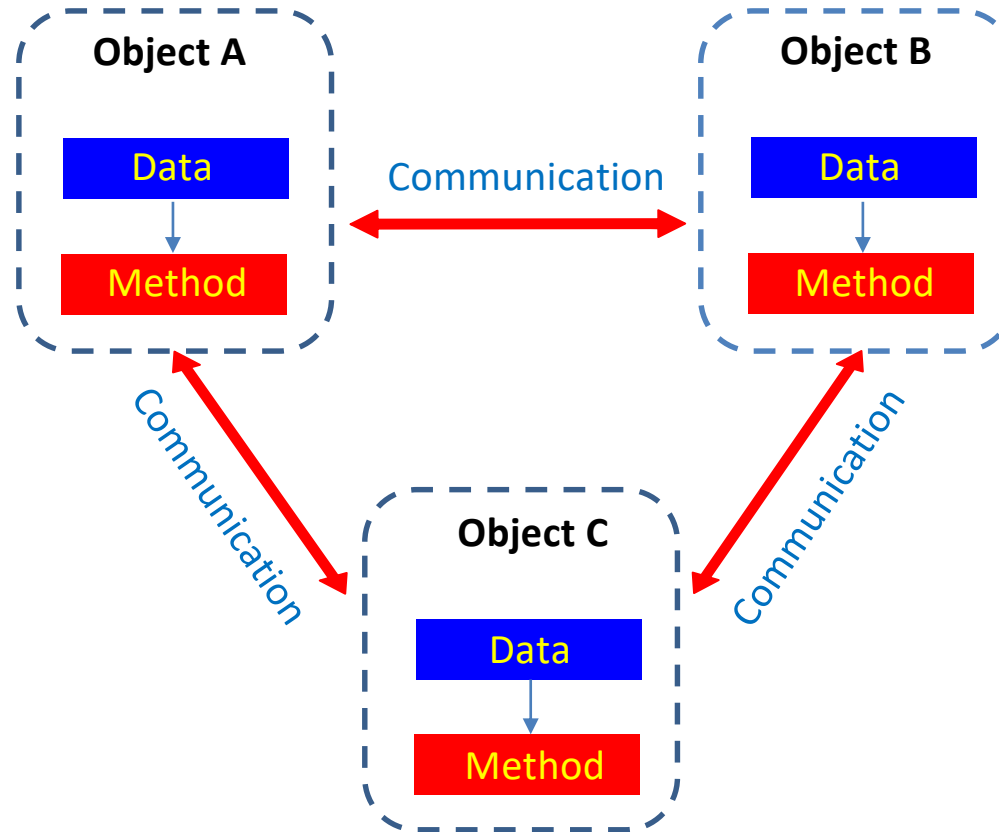 Object A
Data
Method
Communication
Object B
Data
Method
Communication
Communication
Object C
Data
Method